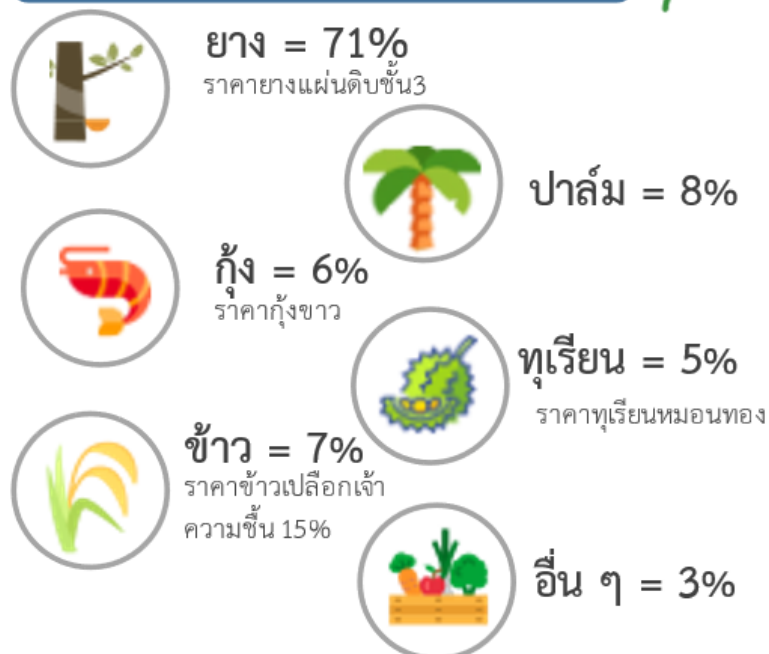 ยาง = 71%
ราคายางแผ่นดิบชั้น3
ปาล์ม = 8%
กุ้ง = 6%
ราคากุ้งขาว
ทุเรียน = 5%
ราคาทุเรียนหมอนทอง
ข้าว = 7%
ราคาข้าวเปลือกเจ้า
ความชื้น 15%
อื่น ๆ = 3%